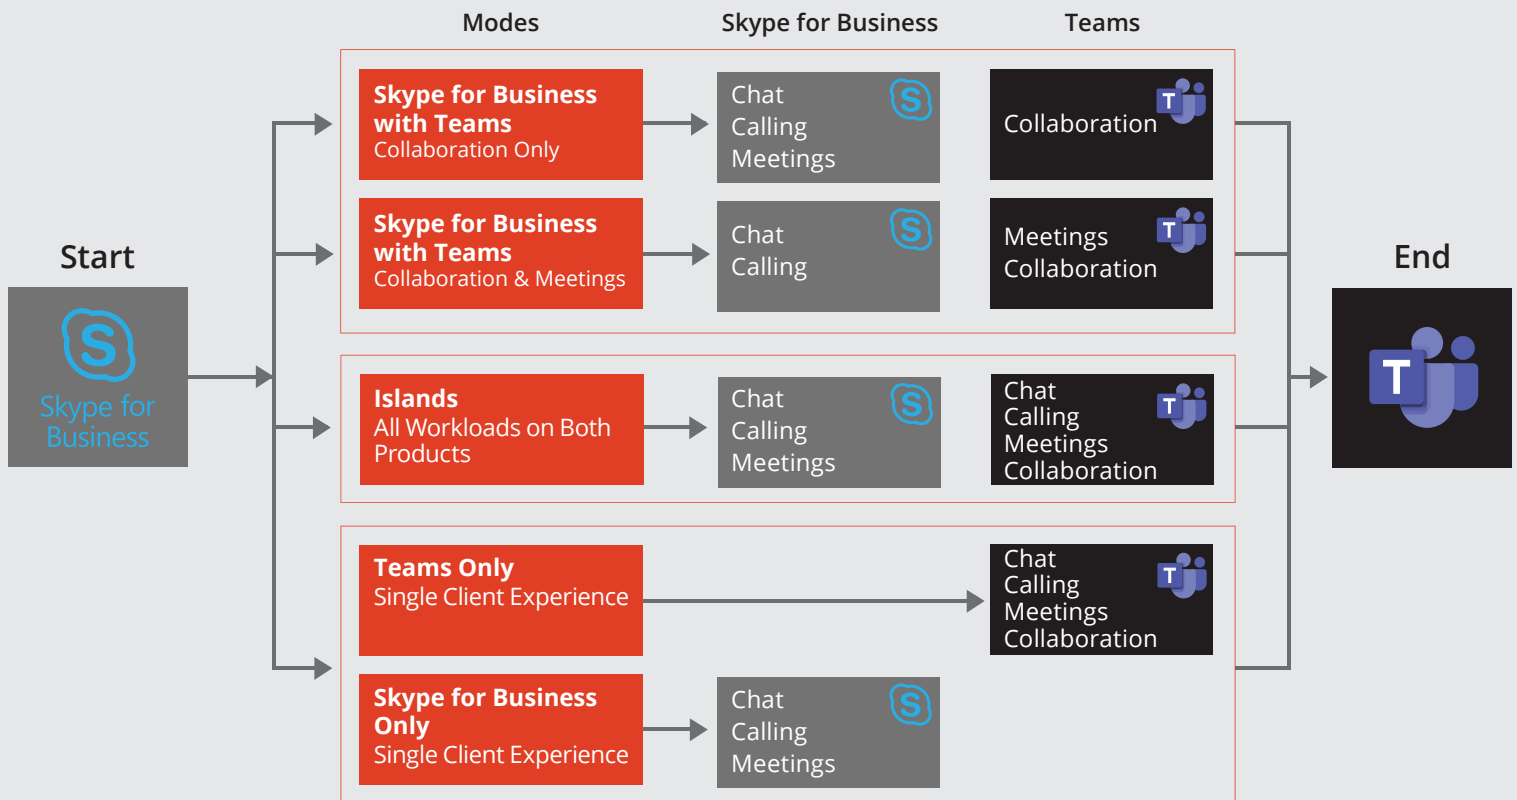 Modes
Skype for Business
Teams
Start
S
Skype for
Business
Skype for Business
with Teams
Collaboration Only
Chat
Calling
Meetings
S
Collaboration
T
Skype for Business
with Teams
Collaboration & Meetings
Chat
Calling
S
Meetings
Collaboration
T
Islands
All Workloads on Both
Products
Chat
Calling
Meetings
S
Chat
Calling
Meetings
Collaboration
T
Teams Only
Single Client Experience
Chat
Calling
Meetings
Collaboration
T
Skype for Business
Only
Single Client Experience
Chat
Calling
Meetings
S
End
T